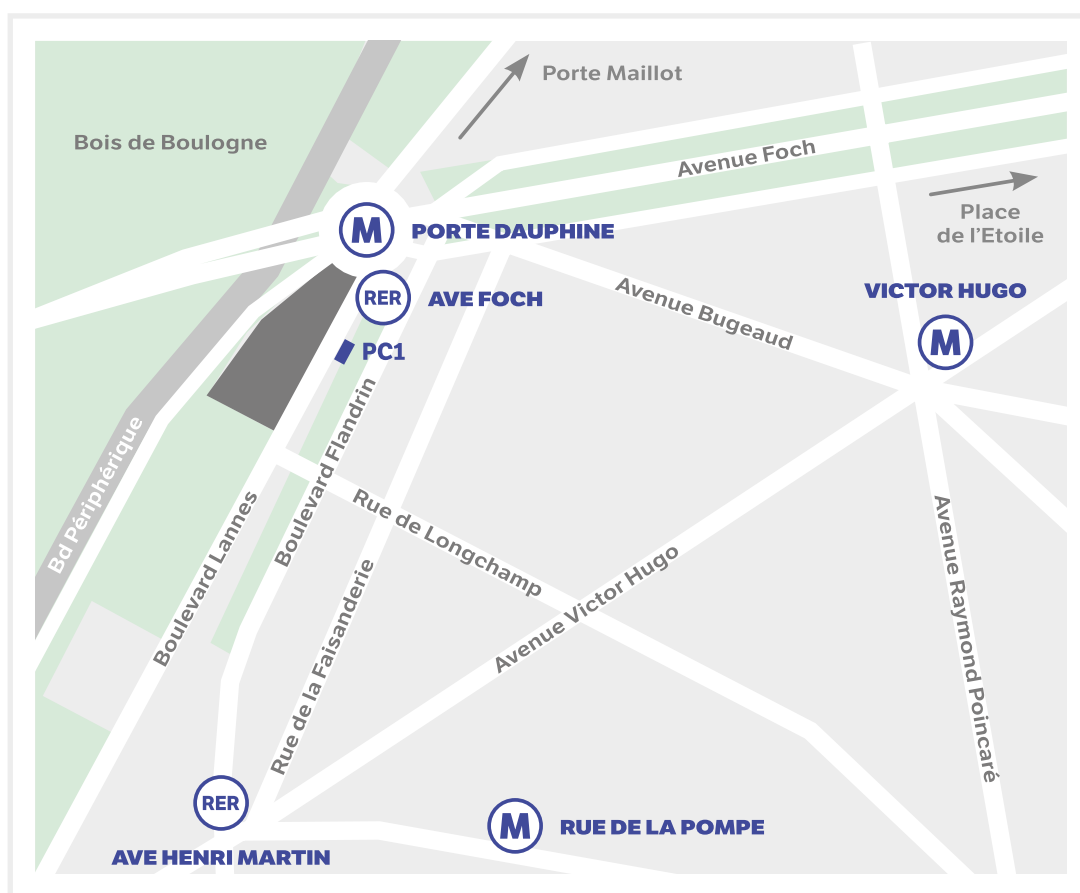 Porte Maillot
Bois de Boulogne
Avenue Foch
Place
de l'Etoile
M
PORTE DAUPHINE
RER
AVE FOCH
VICTOR HUGO
M
Avenue Bugeaud
PC1
Boulevard Flandrin
Bd Périphérique
Boulevard Lannes
Rue de Longchamp
Avenue Victor Hugo
Rue de la Faisanderie
Avenue Raymond Poincaré
RER
AVE HENRI MARTIN
M
RUE DE LA POMPE